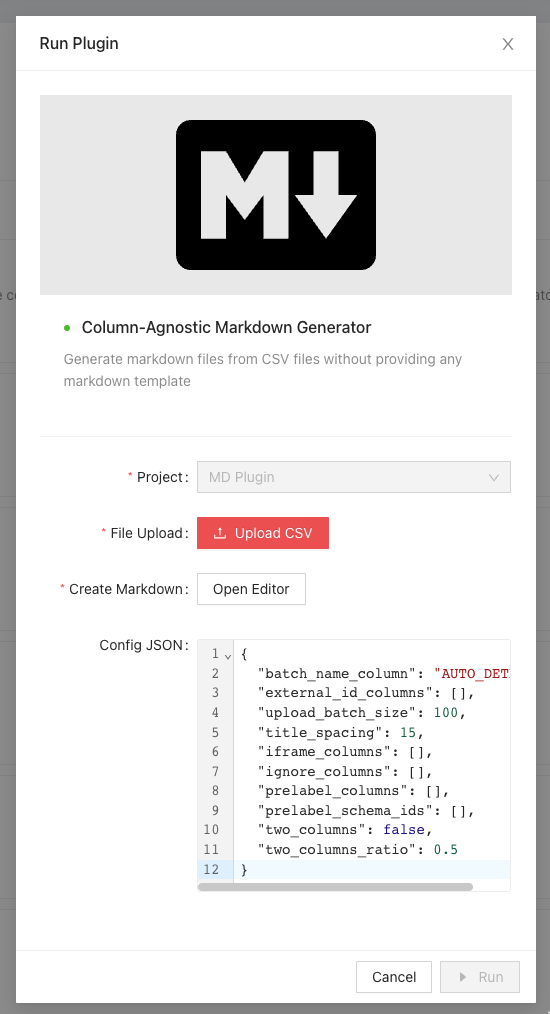 Run Plugin
M
Column-Agnostic Markdown Generator
Generate markdown files from CSV files without providing any
markdown template
* Project:
MD Plugin
* File Upload:
Upload CSV
* Create Markdown:
Open Editor
Config JSON:
1 {
2 "batch_name_column": "AUTO_DET
3 "external_id_columns": [],
4 "upload_batch_size": 100,
5 "title_spacing": 15,
6 "iframe_columns": [],
7 "ignore_columns": [],
8 "prelabel_columns": [],
9 "prelabel_schema_ids": [],
10 "two_columns": false,
11 "two_columns_ratio": 0.5
12 }
Cancel
Run